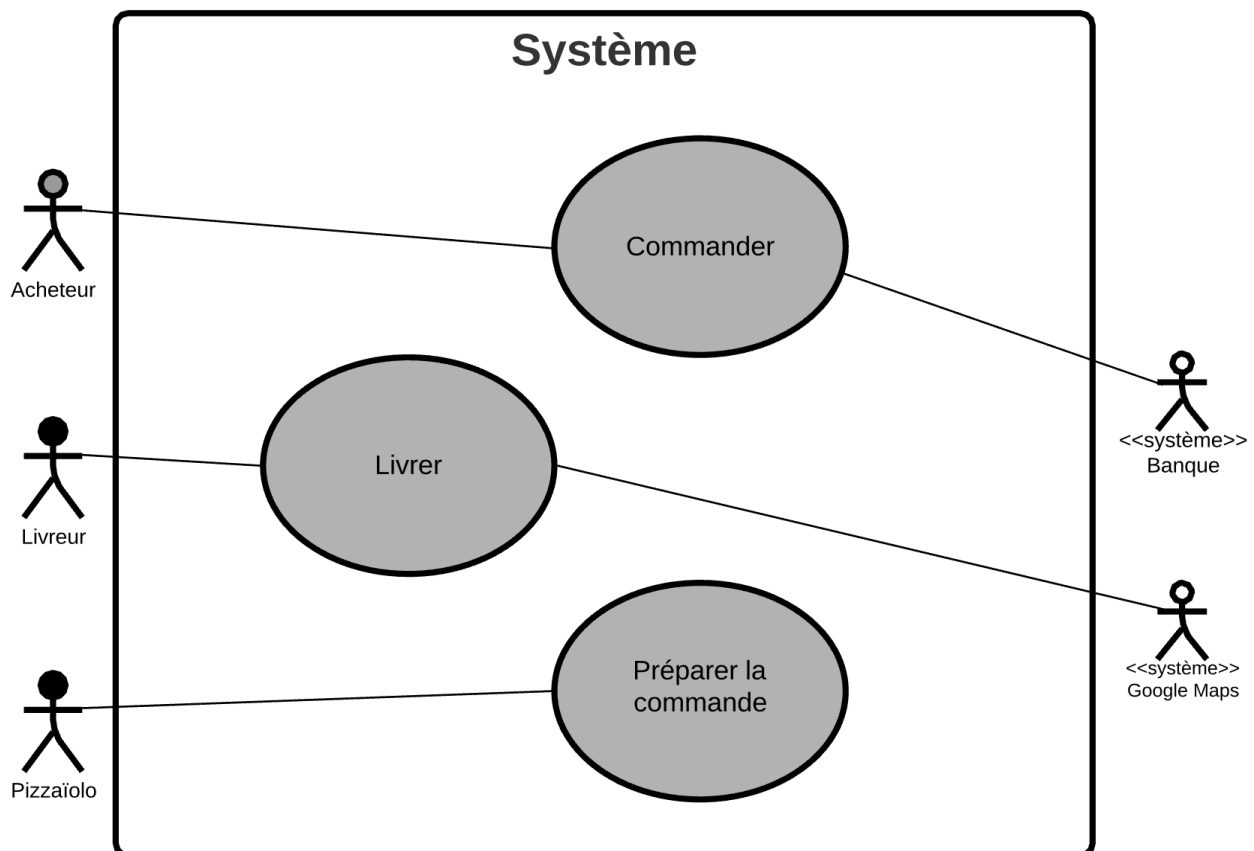 Système
Commander
Acheteur
<<système>>
Banque
Livrer
Livreur
<<système>>
Google Maps
Préparer la
commande
Pizzaïolo